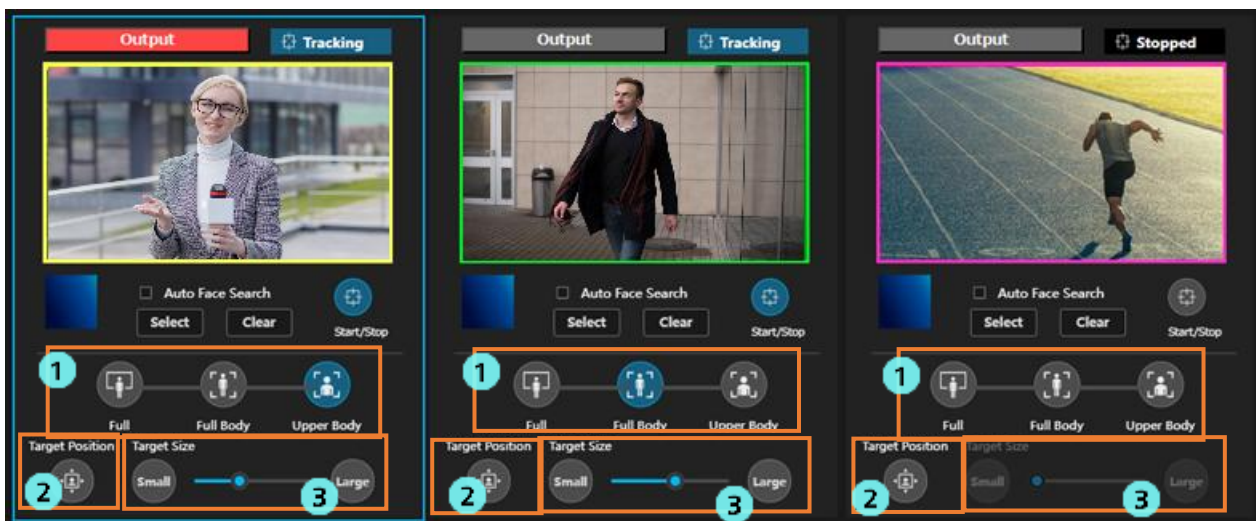 Output Tracking
Auto Face Search
Select Clear
Start/Stop
1
Full Full Body Upper Body
Target Position Target Size
Small Large
2 3
Output Tracking
Auto Face Search
Select Clear
Start/Stop
1
Full Full Body Upper Body
Target Position Target Size
Small Large
2 3
Output Stopped
Auto Face Search
Select Clear
Start/Stop
1
Full Full Body Upper Body
Target Position Target Size
Small Large
2 3